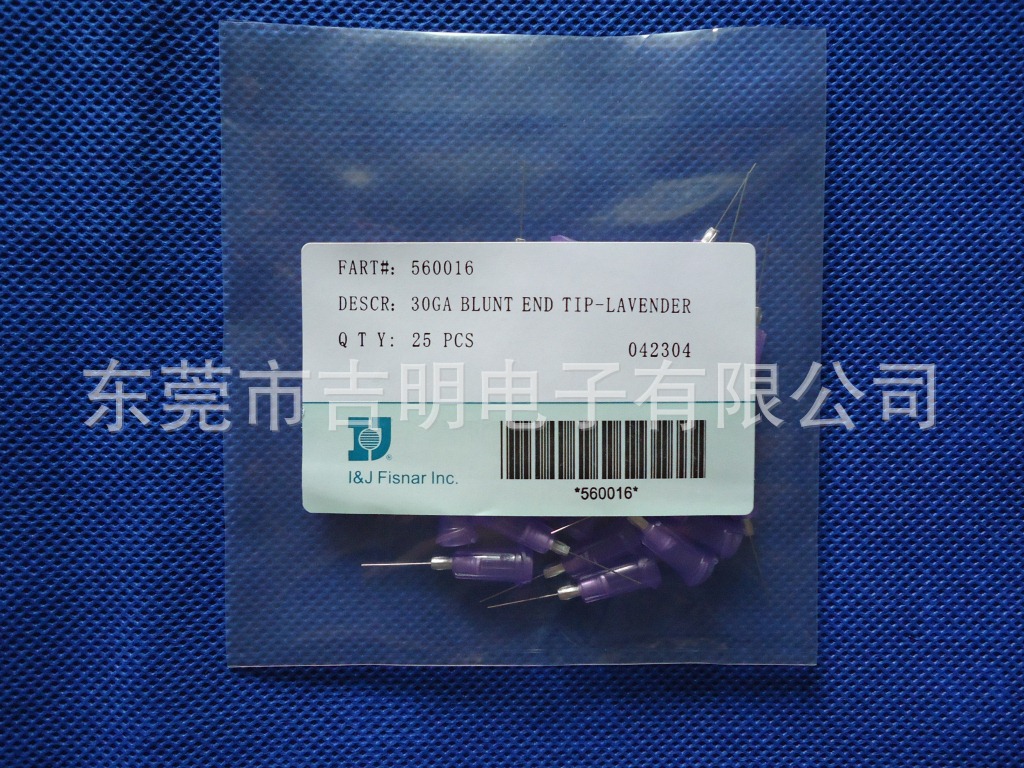 FART#: 560016
DESCR: 30GA BLUNT END TIP-LAVENDER
Q T Y: 25 PCS
042304
东莞市吉明电子有限公司
IJ®
I&J Fisnar Inc.
*560016*